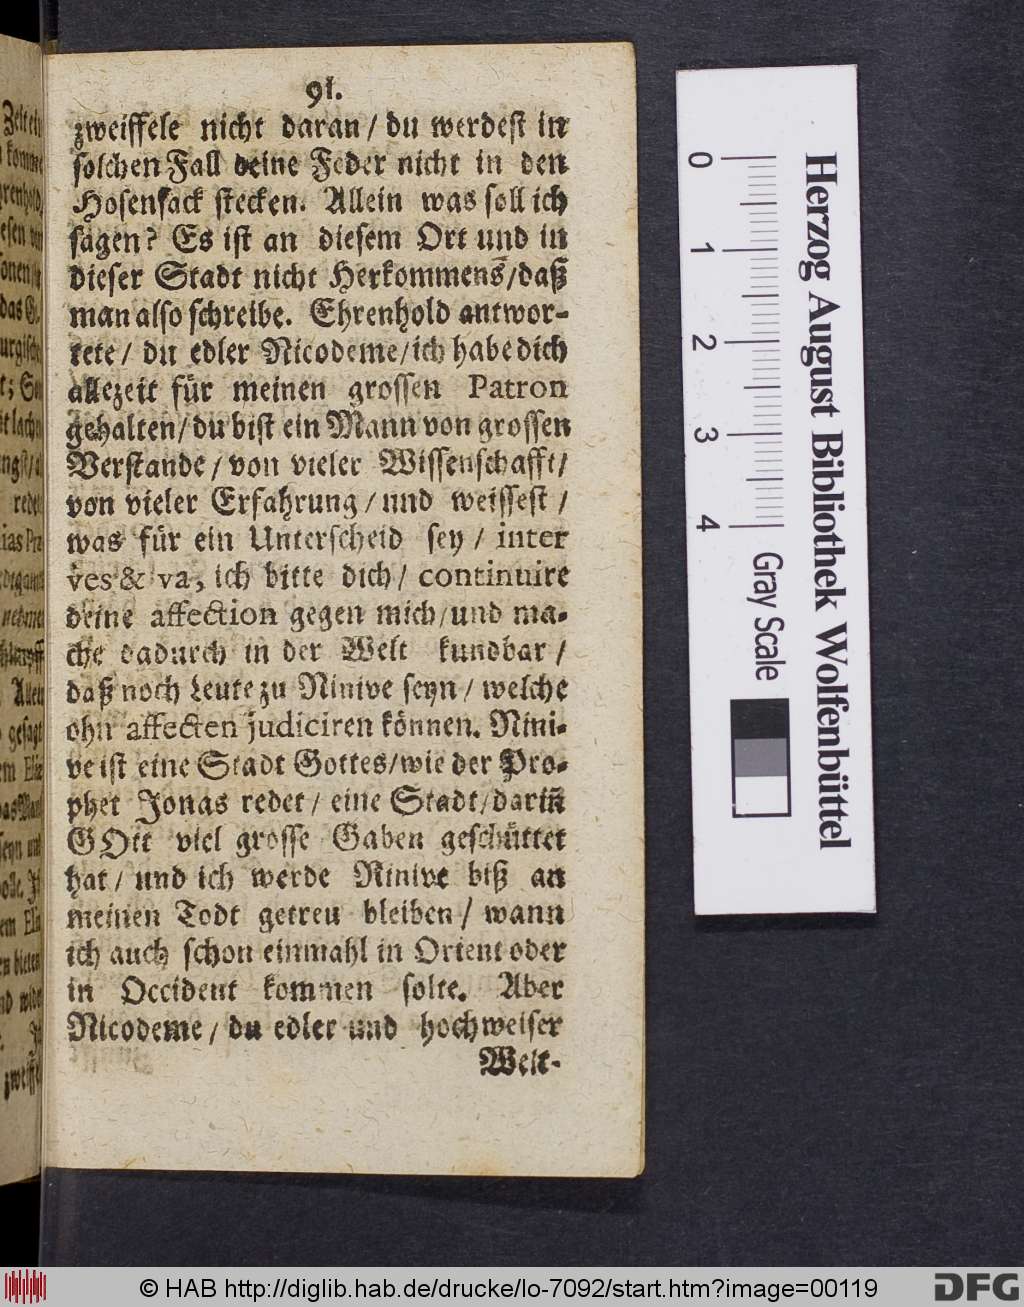 91.
zweiffele nicht daran / du werdest in
solchen Fall deine Feder nicht in den
Hosensack stecken. Allein was soll ich
sagen? Es ist an diesem Ort und in
dieser Stadt nicht Herkommens / daß
man also schreibe. Ehrenhold antwor-
tete / du edler Nicodeme / ich habe dich
allezeit für meinen grossen Patron
gehalten / du bist ein Mann von grossen
Verstande / von vieler Wissenschafft /
von vieler Erfahrung / und weissest /
was für ein Unterscheid sey / inter
ves & va, ich bitte dich / continuire
deine affection gegen mich / und ma-
che dadurch in der Welt kundbar /
daß noch Leute zu Ninive seyn / welche
ohn affecten judiciren können. Nini-
ve ist eine Stadt Gottes / wie der Pro-
phet Jonas redet / eine Stadt / darin̄
GOtt viel grosse Gaben geschüttet
hat / und ich werde Ninive biß an
meinen Todt getreu bleiben / wann
ich auch schon einmahl in Orient oder
in Occident kommen solte. Aber
Nicodeme / du edler und hochweiser
Welt-
Herzog August Bibliothek Wolfenbüttel
0 1 2 3 4
Gray Scale
© HAB http://diglib.hab.de/drucke/lo-7092/start.htm?image=00119
DFG